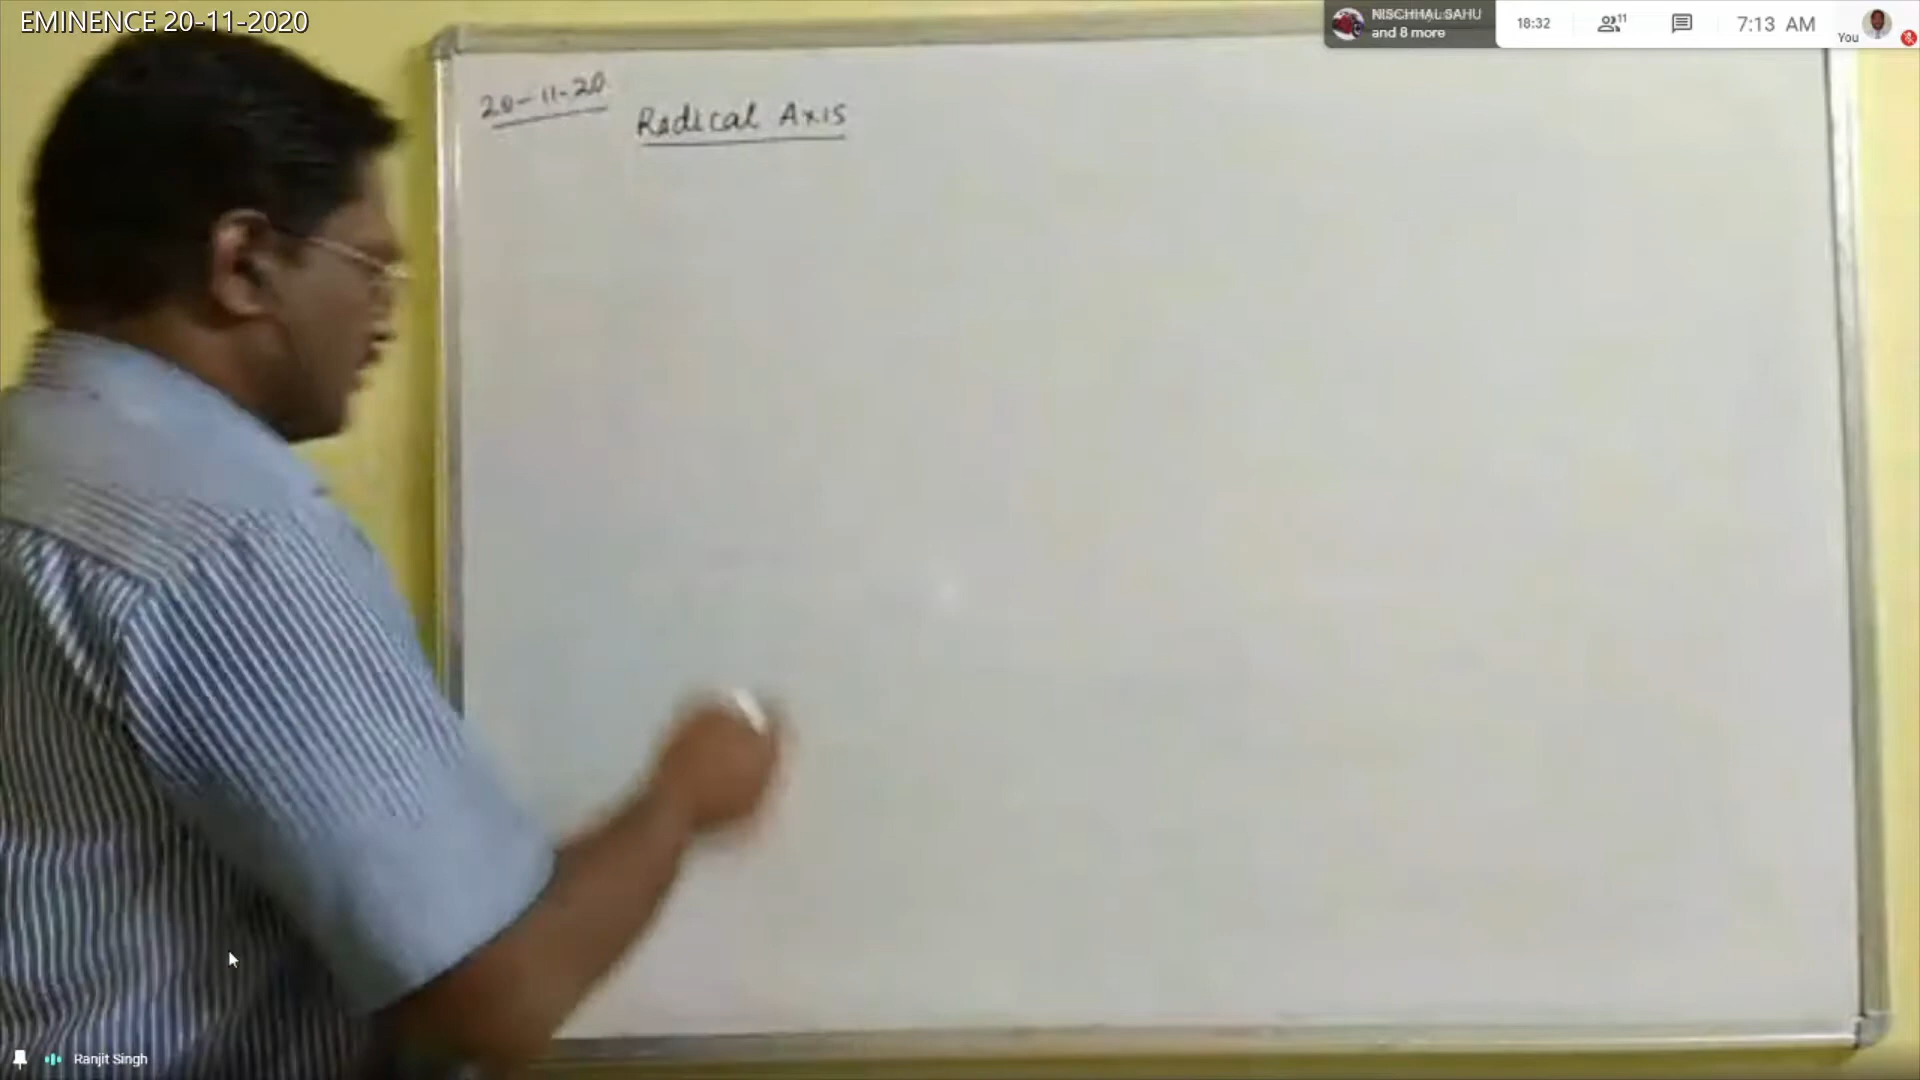 EMINENCE 20-11-2020
NISCHHAL SAHU
and 8 more
18:32
11
7:13 AM
You
20-11-20
Radical Axis
Ranjit Singh